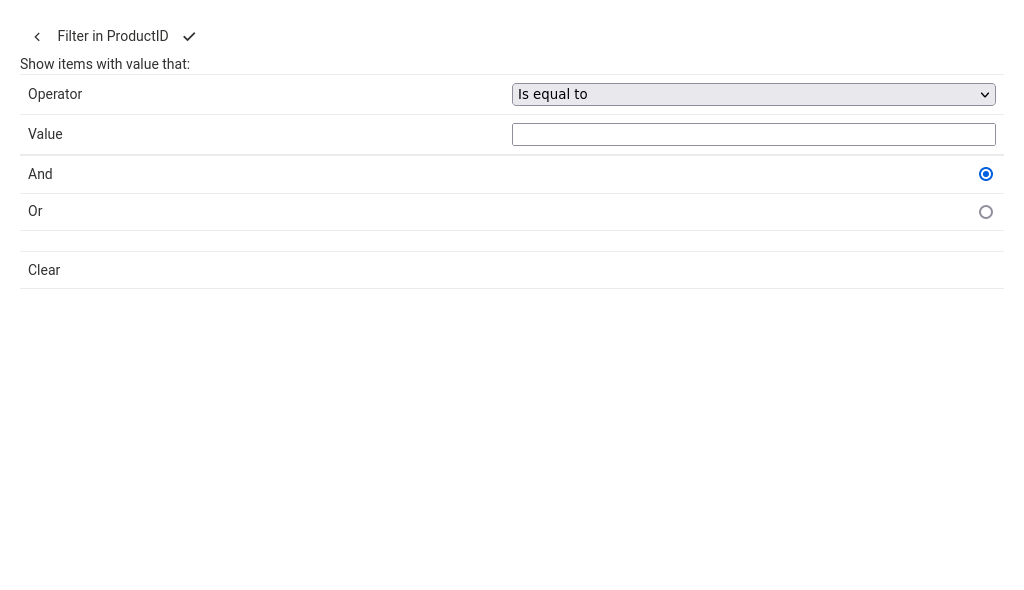 Filter in ProductID
Show items with value that:
Operator
Is equal to
Value
And
Or
Clear